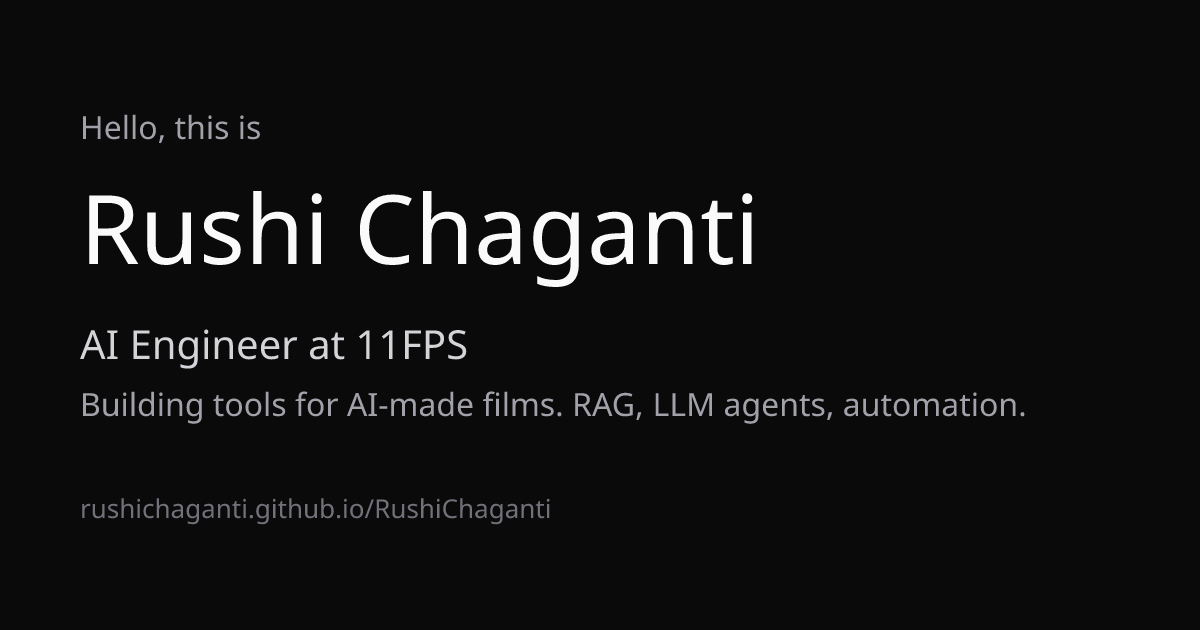 Hello, this is
Rushi Chaganti
AI Engineer at 11FPS
Building tools for AI-made films. RAG, LLM agents, automation.
rushichaganti.github.io/RushiChaganti